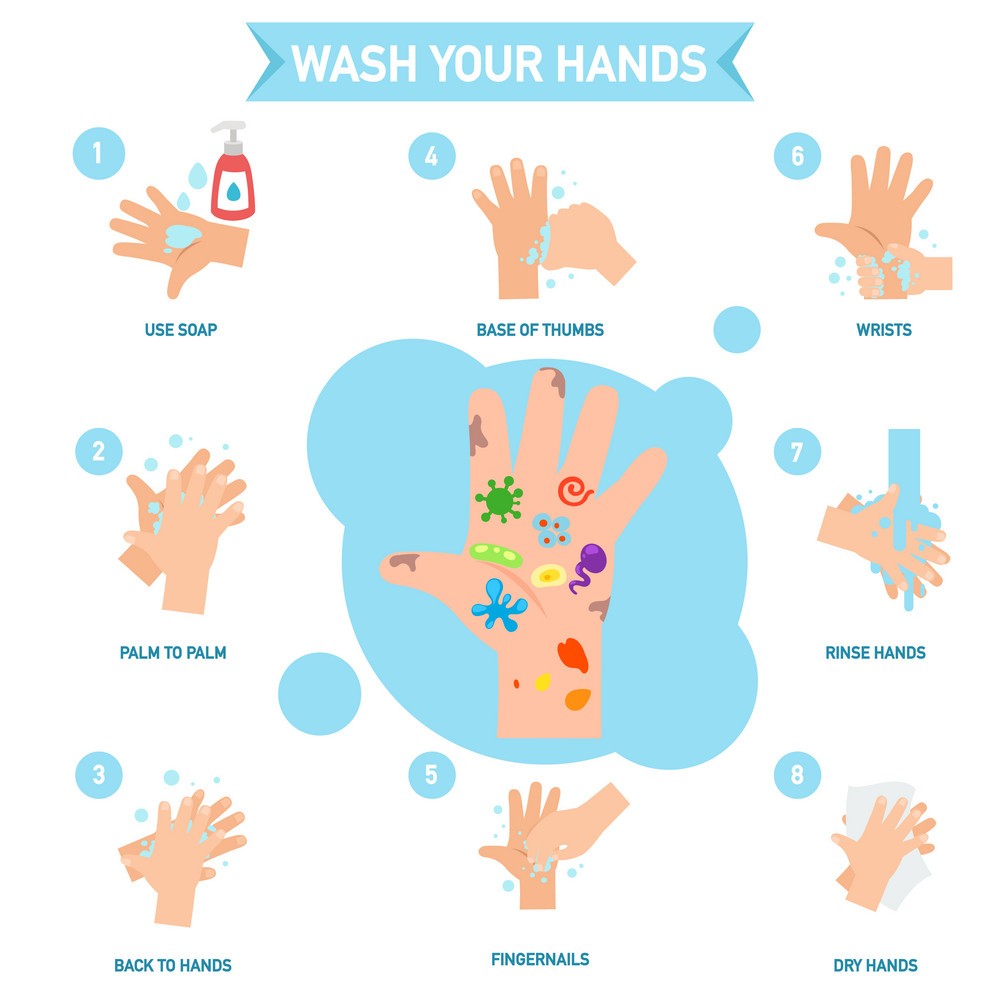 WASH YOUR HANDS
1
USE SOAP
2
PALM TO PALM
3
BACK TO HANDS
4
BASE OF THUMBS
5
FINGERNAILS
6
WRISTS
7
RINSE HANDS
8
DRY HANDS